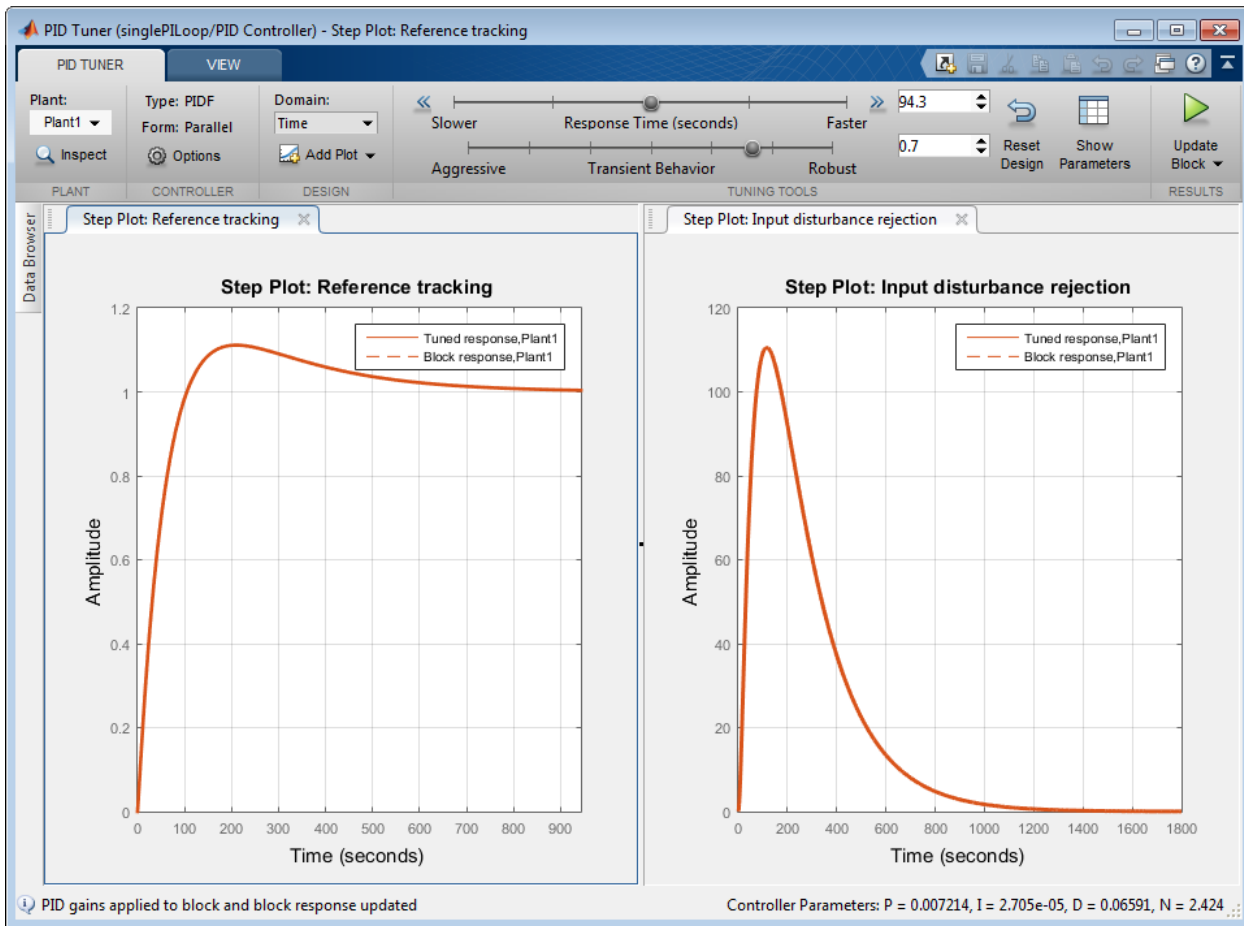 PID Tuner (singlePILoop/PID Controller) - Step Plot: Reference tracking
PID TUNER VIEW
Plant: Type: PIDF Domain: 94.3
Plant1 Form: Parallel Time Slower Response Time (seconds) Faster
Inspect Options Add Plot 0.7 Reset Design Show Parameters Update Block
Aggressive Transient Behavior Robust
PLANT CONTROLLER DESIGN TUNING TOOLS RESULTS
Data Browser
Step Plot: Reference tracking
Step Plot: Reference tracking
Tuned response,Plant1
Block response,Plant1
1.2
1
0.8
0.6
0.4
0.2
0
Amplitude
0 100 200 300 400 500 600 700 800 900
Time (seconds)
Step Plot: Input disturbance rejection
Step Plot: Input disturbance rejection
Tuned response,Plant1
Block response,Plant1
120
100
80
60
40
20
0
Amplitude
0 200 400 600 800 1000 1200 1400 1600 1800
Time (seconds)
PID gains applied to block and block response updated
Controller Parameters: P = 0.007214, I = 2.705e-05, D = 0.06591, N = 2.424